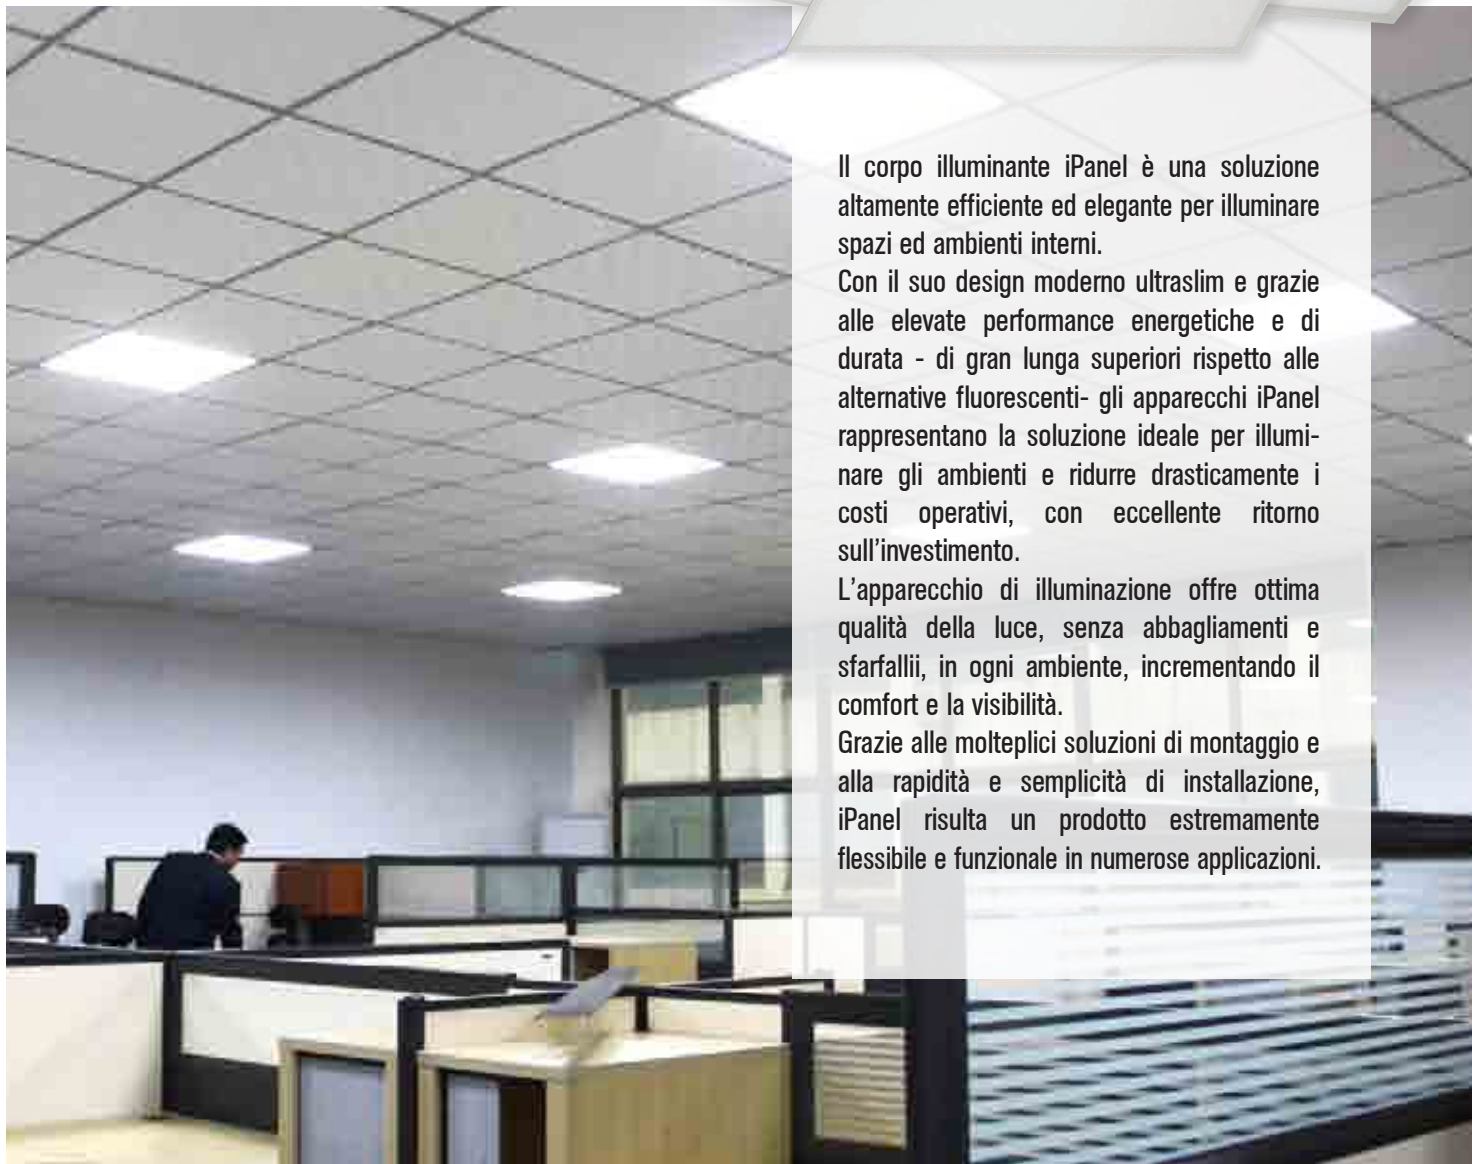 Il corpo illuminante iPanel è una soluzione
altamente efficiente ed elegante per illuminare
spazi ed ambienti interni.
Con il suo design moderno ultraslim e grazie
alle elevate performance energetiche e di
durata - di gran lunga superiori rispetto alle
alternative fluorescenti- gli apparecchi iPanel
rappresentano la soluzione ideale per illumi-
nare gli ambienti e ridurre drasticamente i
costi operativi, con eccellente ritorno
sull'investimento.
L'apparecchio di illuminazione offre ottima
qualità della luce, senza abbagliamenti e
sfarfallii, in ogni ambiente, incrementando il
comfort e la visibilità.
Grazie alle molteplici soluzioni di montaggio e
alla rapidità e semplicità di installazione,
iPanel risulta un prodotto estremamente
flessibile e funzionale in numerose applicazioni.